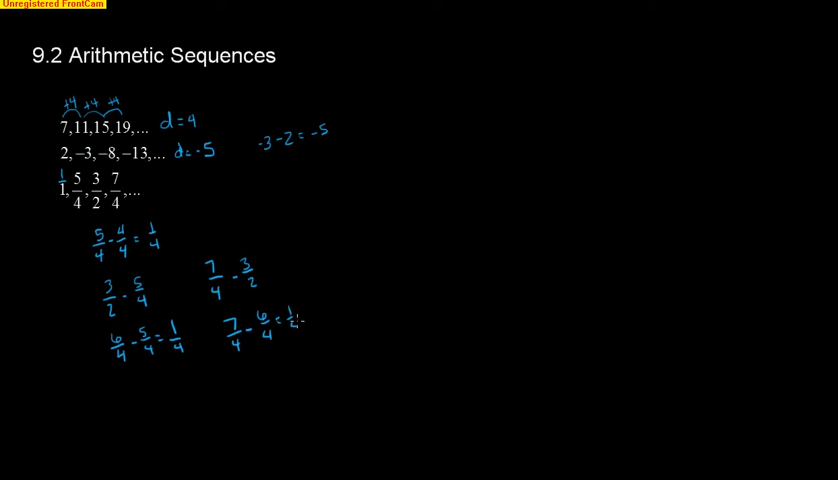 Unregistered FrontCam
9.2 Arithmetic Sequences
+4 +4 +4
7,11,15,19,... d=4
-3-2=-5
2,−3,−8,−13,... d=-5
1
1, 5/4, 3/2, 7/4,...
5/4 - 4/4 = 1/4
3/2 - 5/4
7/4 - 3/2
6/4 - 5/4 = 1/4
7/4 - 6/4 = 1/